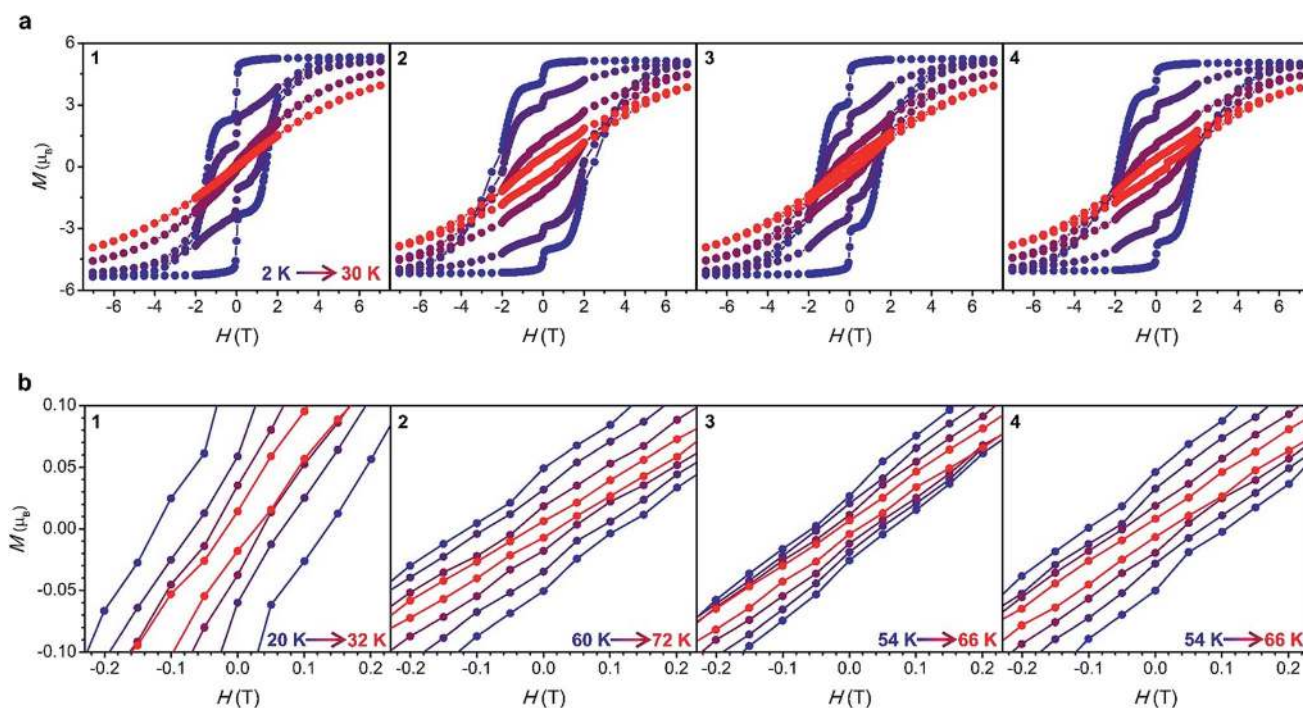 a
1 2 3 4
6
3
0
-3
-6
M (μB)
2 K → 30 K
-6 -4 -2 0 2 4 6 -6 -4 -2 0 2 4 6 -6 -4 -2 0 2 4 6 -6 -4 -2 0 2 4 6
H (T) H (T) H (T) H (T)
b
1 2 3 4
0.10
0.05
0.00
-0.05
-0.10
M (μB)
20 K → 32 K 60 K → 72 K 54 K → 66 K 54 K → 66 K
-0.2 -0.1 0.0 0.1 0.2 -0.2 -0.1 0.0 0.1 0.2 -0.2 -0.1 0.0 0.1 0.2 -0.2 -0.1 0.0 0.1 0.2
H (T) H (T) H (T) H (T)